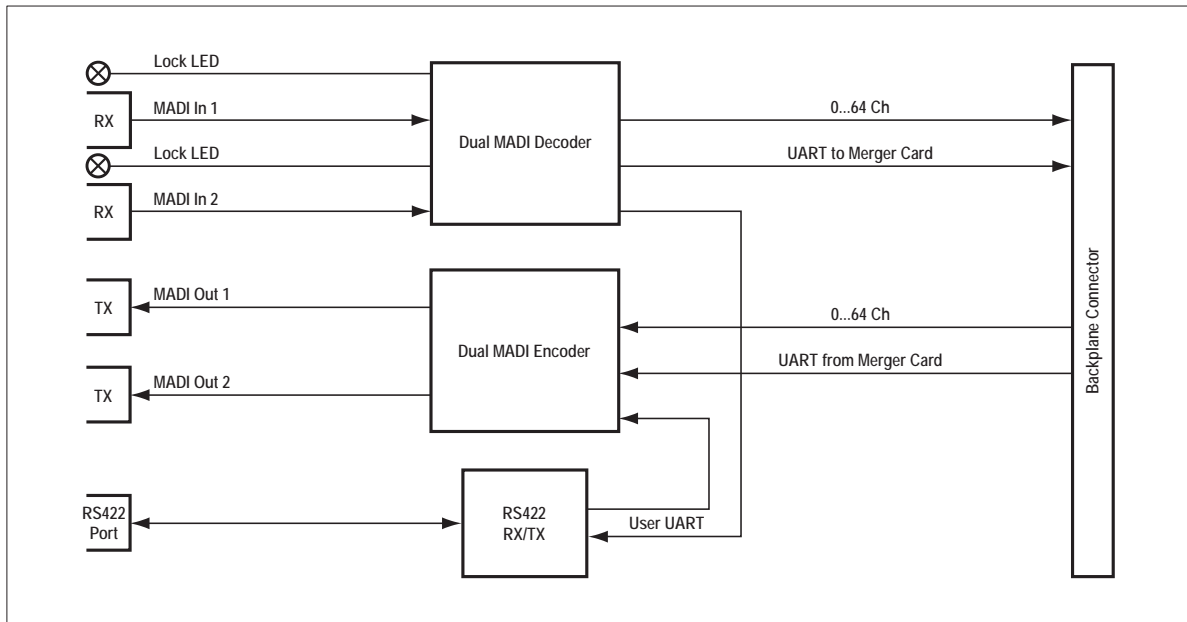 Lock LED
MADI In 1
RX
Lock LED
MADI In 2
RX
Dual MADI Decoder
0...64 Ch
UART to Merger Card
MADI Out 1
TX
MADI Out 2
TX
Dual MADI Encoder
0...64 Ch
UART from Merger Card
RS422
Port
RS422
RX/TX
User UART
Backplane Connector